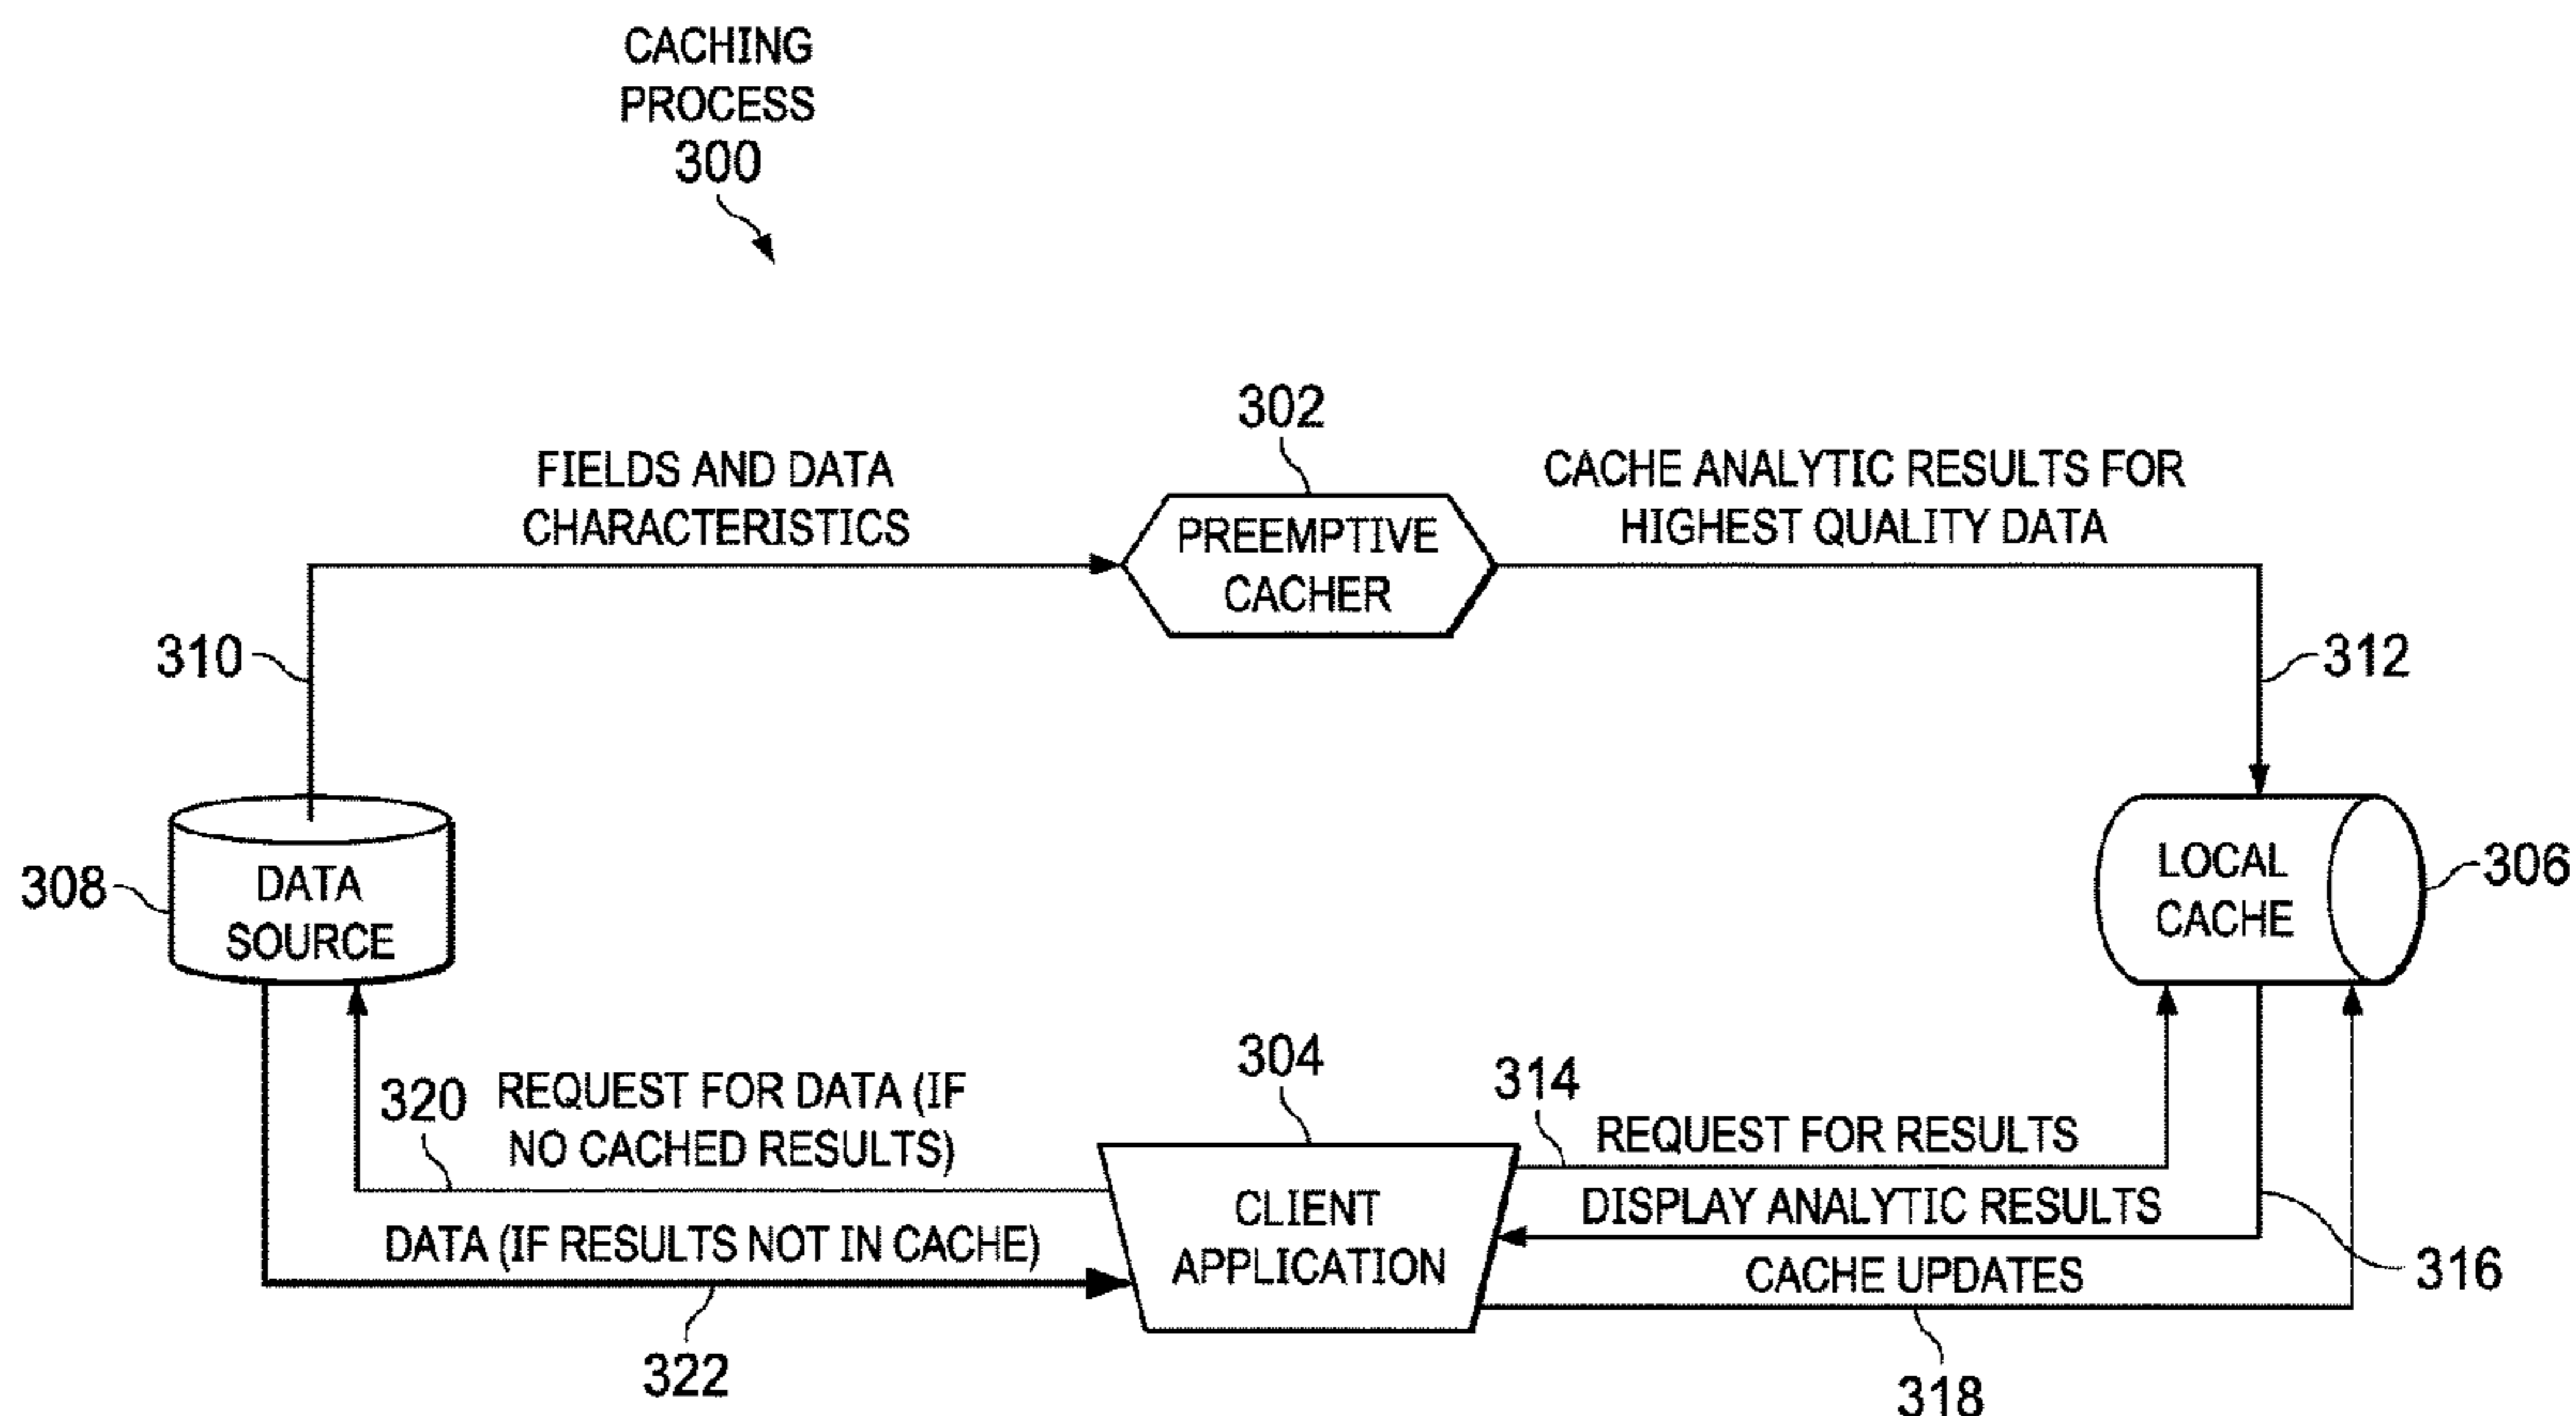 CACHING
PROCESS
300
302
FIELDS AND DATA
CHARACTERISTICS
PREEMPTIVE
CACHER
CACHE ANALYTIC RESULTS FOR
HIGHEST QUALITY DATA
310
312
308
DATA
SOURCE
LOCAL
CACHE
306
304
320
REQUEST FOR DATA (IF
NO CACHED RESULTS)
314
REQUEST FOR RESULTS
CLIENT
APPLICATION
DISPLAY ANALYTIC RESULTS
DATA (IF RESULTS NOT IN CACHE)
CACHE UPDATES
316
322
318